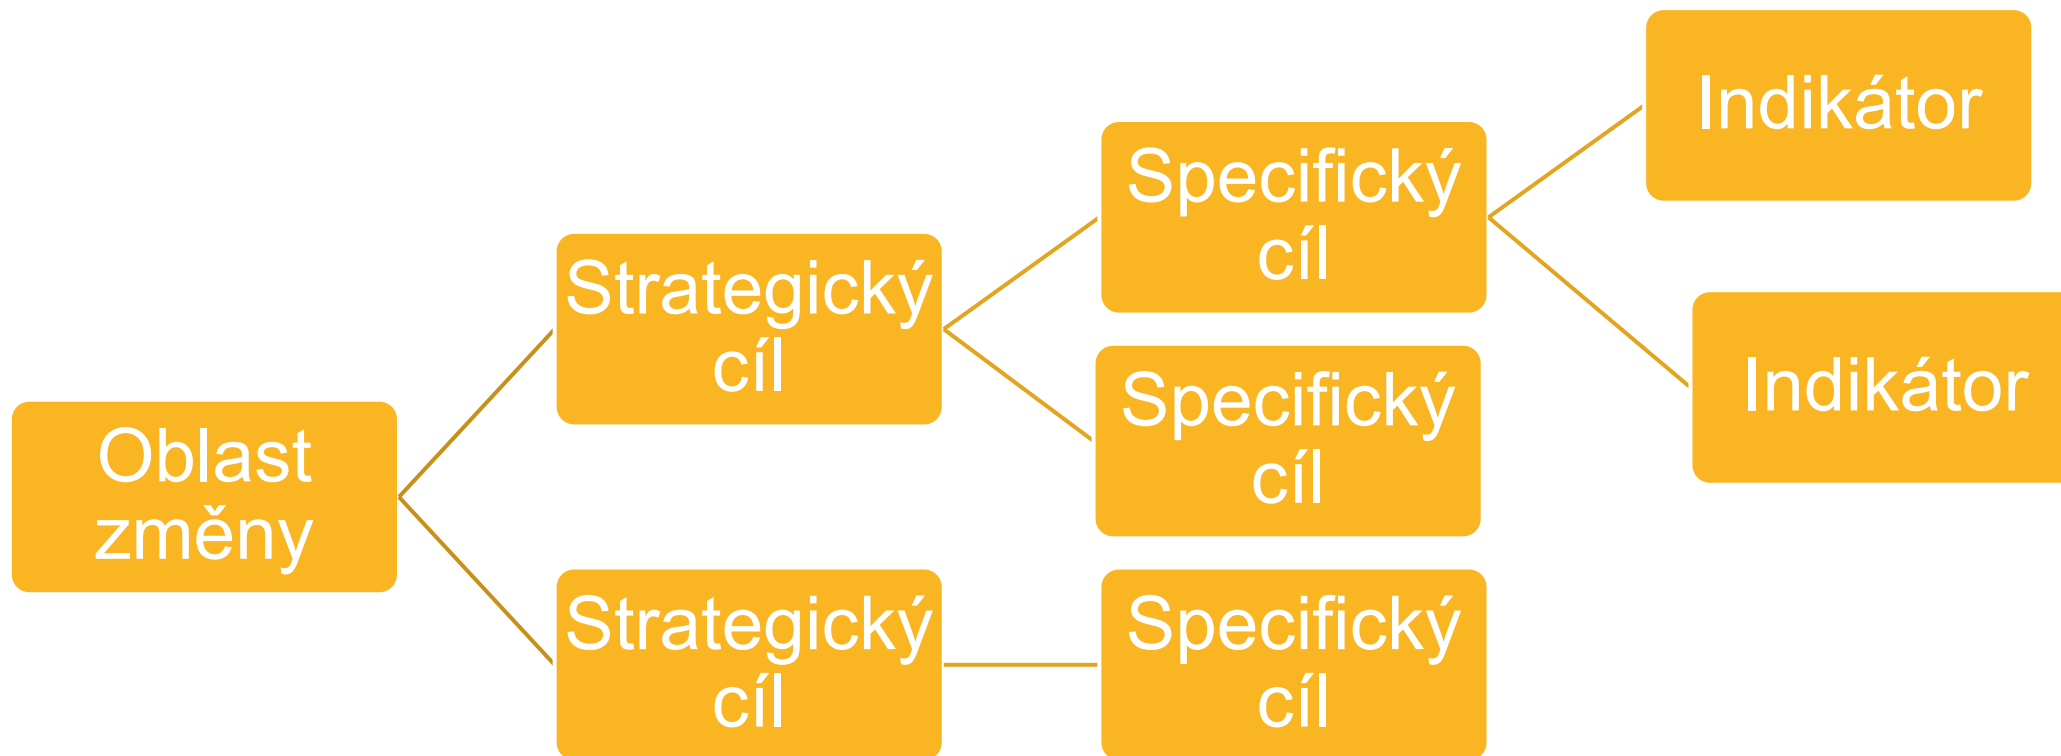 Oblast
změny
Strategický
cíl
Specifický
cíl
Indikátor
Indikátor
Specifický
cíl
Strategický
cíl
Specifický
cíl